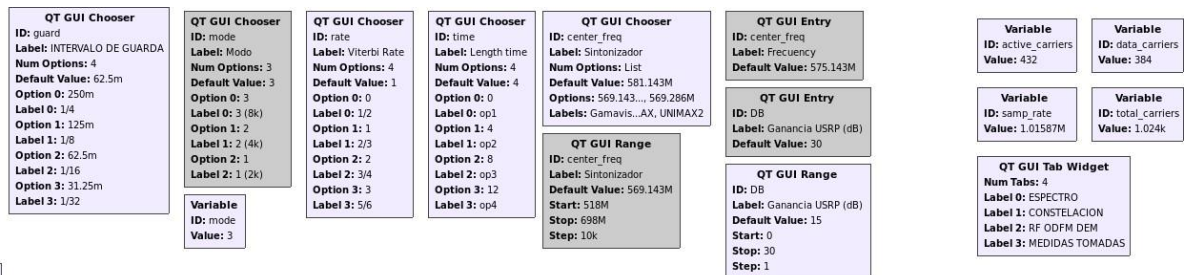 QT GUI Chooser
ID: guard
Label: INTERVALO DE GUARDA
Num Options: 4
Default Value: 62.5m
Option 0: 250m
Label 0: 1/4
Option 1: 125m
Label 1: 1/8
Option 2: 62.5m
Label 2: 1/16
Option 3: 31.25m
Label 3: 1/32
QT GUI Chooser
ID: mode
Label: Modo
Num Options: 3
Default Value: 3
Option 0: 3
Label 0: 3 (8k)
Option 1: 2
Label 1: 2 (4k)
Option 2: 1
Label 2: 1 (2k)
Variable
ID: mode
Value: 3
QT GUI Chooser
ID: rate
Label: Viterbi Rate
Num Options: 4
Default Value: 1
Option 0: 0
Label 0: 1/2
Option 1: 1
Label 1: 2/3
Option 2: 2
Label 2: 3/4
Option 3: 3
Label 3: 5/6
QT GUI Chooser
ID: time
Label: Length time
Num Options: 4
Default Value: 4
Option 0: 0
Label 0: op1
Option 1: 4
Label 1: op2
Option 2: 8
Label 2: op3
Option 3: 12
Label 3: op4
QT GUI Chooser
ID: center_freq
Label: Sintonizador
Num Options: List
Default Value: 581.143M
Options: 569.143..., 569.286M
Labels: Gamavis...AX, UNIMAX2
QT GUI Range
ID: center_freq
Label: Sintonizador
Default Value: 569.143M
Start: 518M
Stop: 698M
Step: 10k
QT GUI Entry
ID: center_freq
Label: Frecuency
Default Value: 575.143M
QT GUI Entry
ID: DB
Label: Ganancia USRP (dB)
Default Value: 30
QT GUI Range
ID: DB
Label: Ganancia USRP (dB)
Default Value: 15
Start: 0
Stop: 30
Step: 1
Variable
ID: active_carriers
Value: 432
Variable
ID: data_carriers
Value: 384
Variable
ID: samp_rate
Value: 1.01587M
Variable
ID: total_carriers
Value: 1.024k
QT GUI Tab Widget
Num Tabs: 4
Label 0: ESPECTRO
Label 1: CONSTELACION
Label 2: RF ODFM DEM
Label 3: MEDIDAS TOMADAS